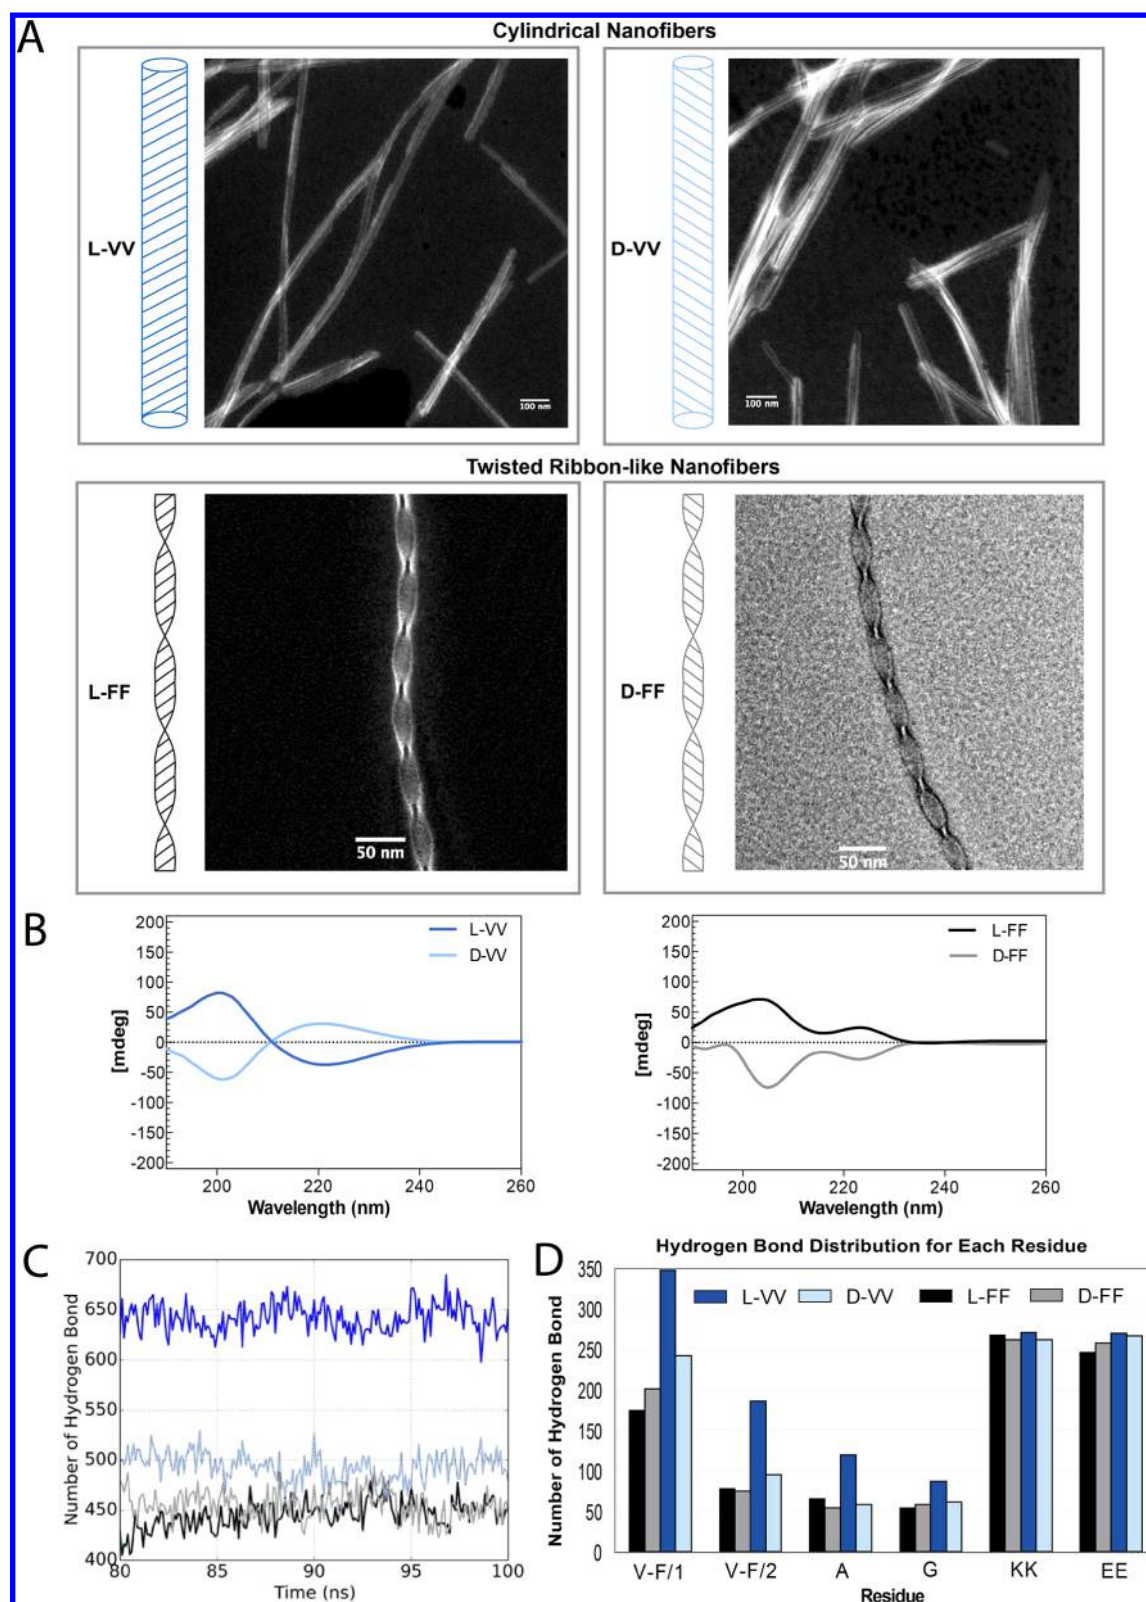 A
Cylindrical Nanofibers
L-VV
100 nm
D-VV
100 nm
Twisted Ribbon-like Nanofibers
L-FF
50 nm
D-FF
50 nm
B
200
150
100
50
0
-50
-100
-150
-200
[mdeg]
L-VV
D-VV
200 220 240 260
Wavelength (nm)
200
150
100
50
0
-50
-100
-150
-200
[mdeg]
L-FF
D-FF
200 220 240 260
Wavelength (nm)
C
700
650
600
550
500
450
400
Number of Hydrogen Bond
80 85 90 95 100
Time (ns)
D
Hydrogen Bond Distribution for Each Residue
350
300
250
200
150
100
50
0
Number of Hydrogen Bond
L-VV D-VV L-FF D-FF
V-F/1 V-F/2 A G KK EE
Residue